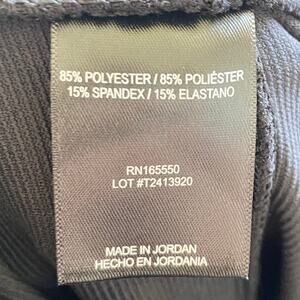 85% POLYESTER / 85% POLIÉSTER
15% SPANDEX / 15% ELASTANO
RN165550
LOT #T2413920
MADE IN JORDAN
HECHO EN JORDANIA